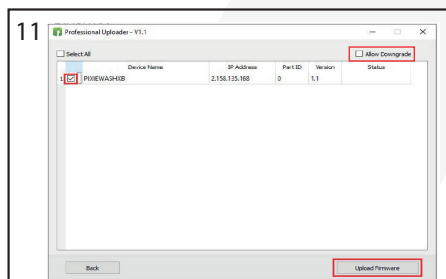 11
Professional Uploader - V1.1
Select All Allow Downgrade
Device Name IP Address Part ID Version Status
1 PIXIEWASHXB 2.158.135.168 0 1.1
Back Upload Firmware